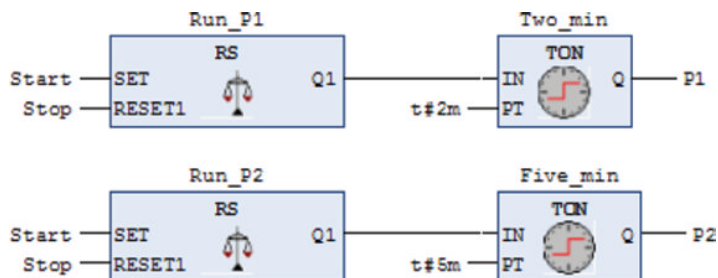 Run_P1 Two_min
RS TON
Start SET Q1 IN Q P1
Stop RESET1 t#2m PT
Run_P2 Five_min
RS TON
Start SET Q1 IN Q P2
Stop RESET1 t#5m PT